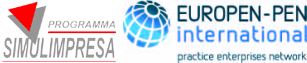 PROGRAMMA
SIMULIMPRESA
EUROPEN-PEN
international
practice enterprises network